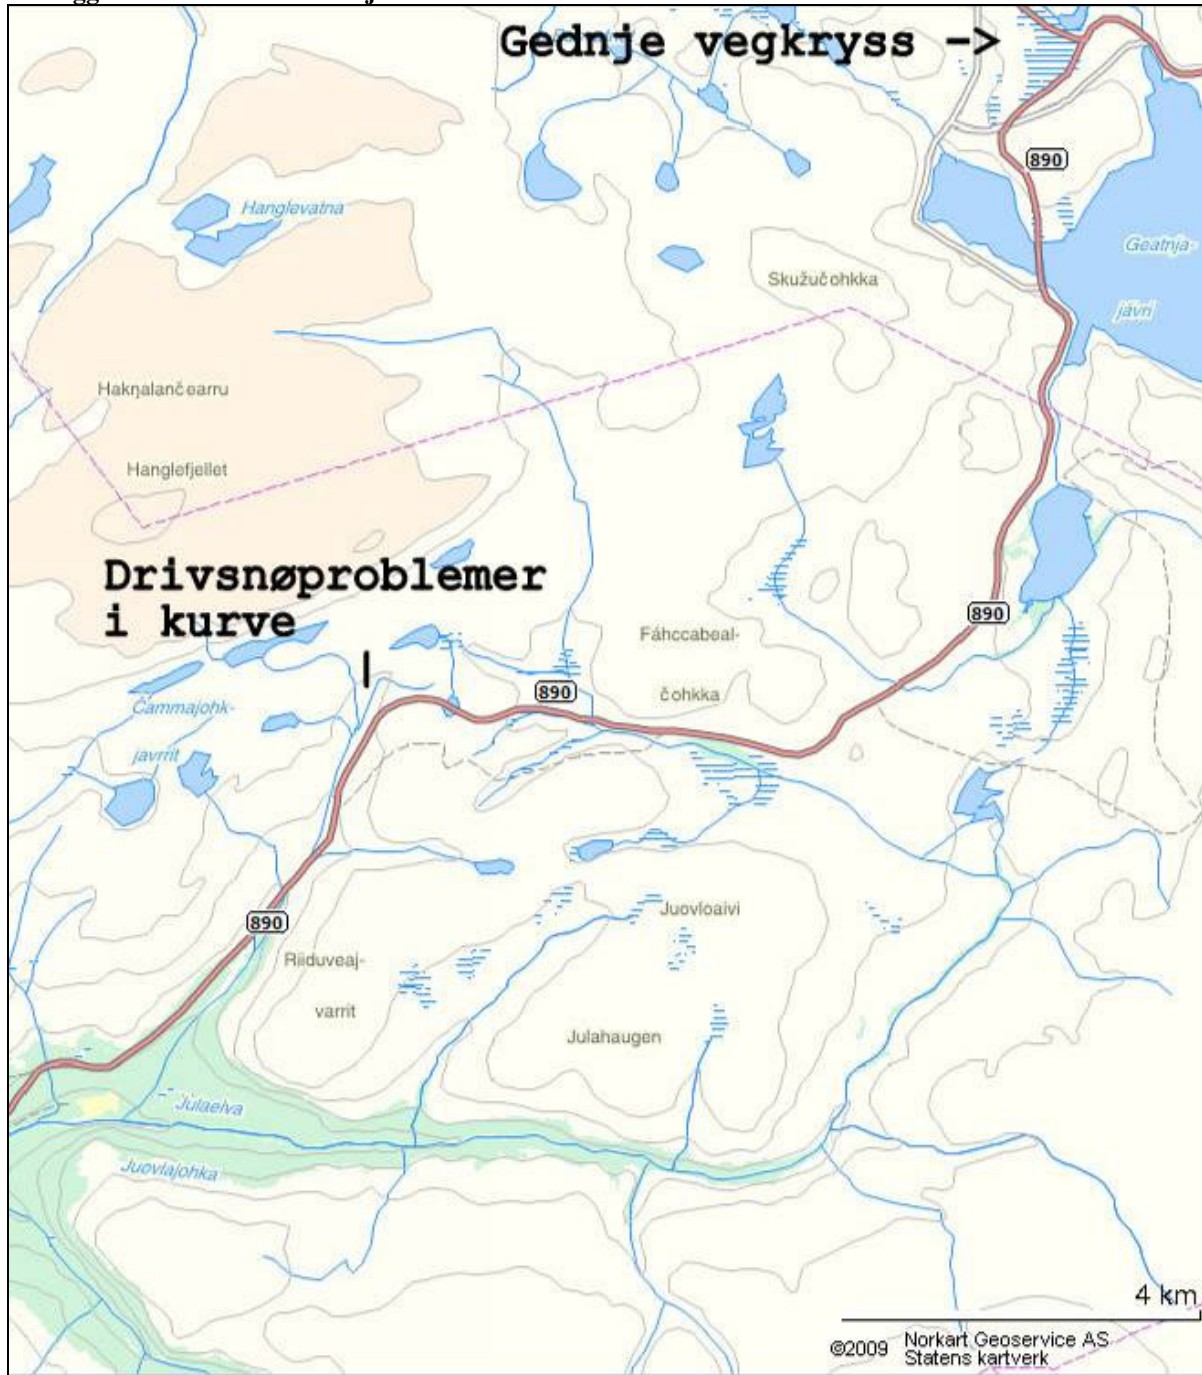 Gednje vegkryss ->
890
Hanglevatna
Geatnja-
Skužučohkka
jávri
Hakŋalančearru
Hanglefjellet
Drivsnøproblemer
i kurve
890
Fáhccabeal-
890
čohkka
Čammajohk-
javrrit
Juovloaivi
890
Riiduveaj-
varrit
Julahaugen
Julaelva
Juovlajohka
4 km
©2009 Norkart Geoservice AS
Statens kartverk